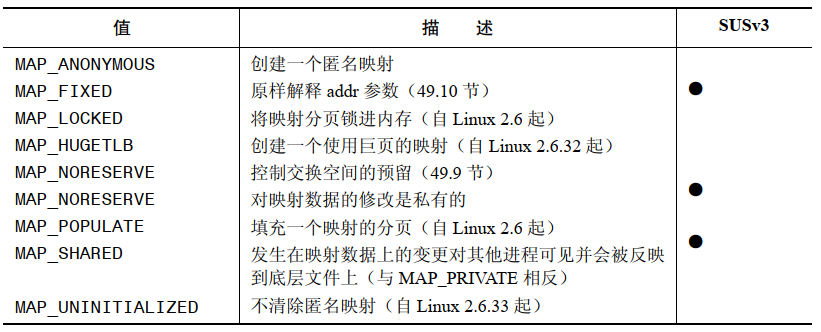 值 描 述 SUSv3
MAP_ANONYMOUS 创建一个匿名映射
MAP_FIXED 原样解释 addr 参数（49.10 节） ●
MAP_LOCKED 将映射分页锁进内存（自 Linux 2.6 起）
MAP_HUGETLB 创建一个使用巨页的映射（自 Linux 2.6.32 起）
MAP_NORESERVE 控制交换空间的预留（49.9 节）
MAP_NORESERVE 对映射数据的修改是私有的 ●
MAP_POPULATE 填充一个映射的分页（自 Linux 2.6 起）
MAP_SHARED 发生在映射数据上的变更对其他进程可见并会被反映 ●
到底层文件上（与 MAP_PRIVATE 相反）
MAP_UNINITIALIZED 不清除匿名映射（自 Linux 2.6.33 起）